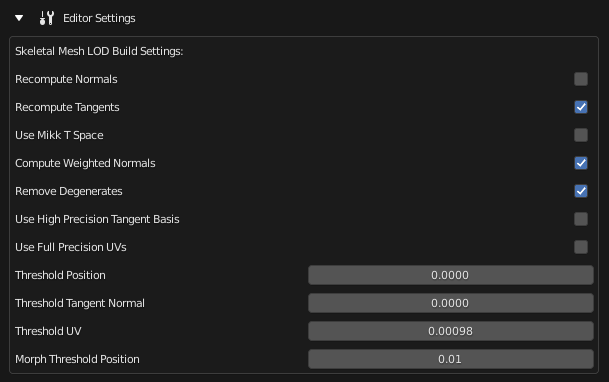 Editor Settings
Skeletal Mesh LOD Build Settings:
Recompute Normals
Recompute Tangents
Use Mikk T Space
Compute Weighted Normals
Remove Degenerates
Use High Precision Tangent Basis
Use Full Precision UVs
Threshold Position 0.0000
Threshold Tangent Normal 0.0000
Threshold UV 0.00098
Morph Threshold Position 0.01